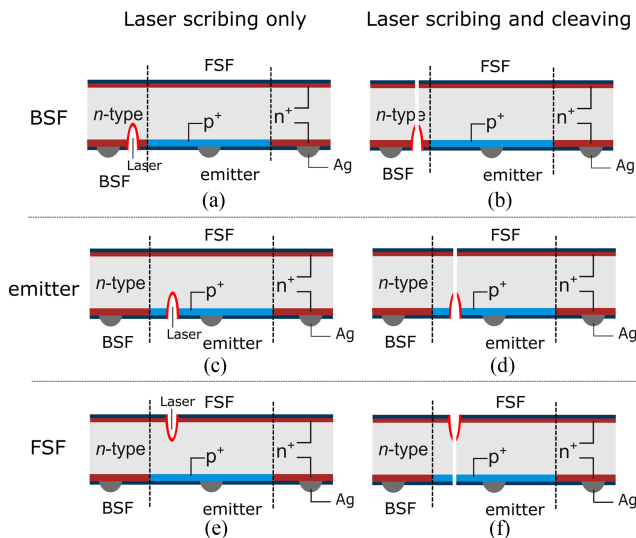 Laser scribing only
Laser scribing and cleaving
FSF
FSF
BSF
n-type
p+
n+
n-type
p+
n+
Laser
BSF
emitter
Ag
BSF
emitter
Ag
(a)
(b)
FSF
FSF
emitter
n-type
p+
n+
n-type
p+
n+
BSF
Laser
emitter
Ag
BSF
emitter
Ag
(c)
(d)
Laser
FSF
FSF
FSF
n-type
p+
n+
n-type
p+
n+
BSF
emitter
Ag
BSF
emitter
Ag
(e)
(f)